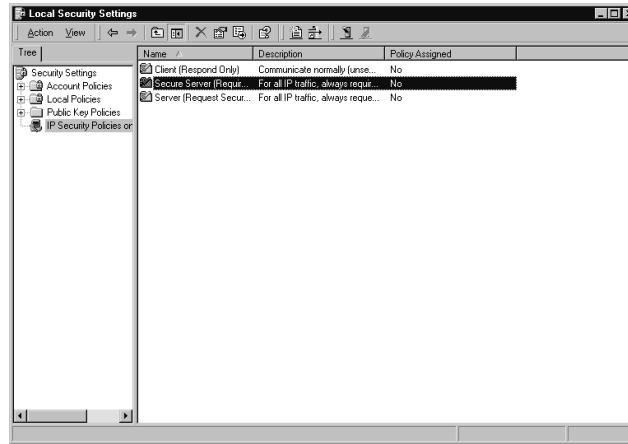 Local Security Settings
Action View
Tree
Name Description Policy Assigned
Security Settings
Account Policies
Local Policies
Public Key Policies
IP Security Policies or
Client (Respond Only) Communicate normally (unse... No
Secure Server (Requir... For all IP traffic, always requir... No
Server (Request Secur... For all IP traffic, always reque... No